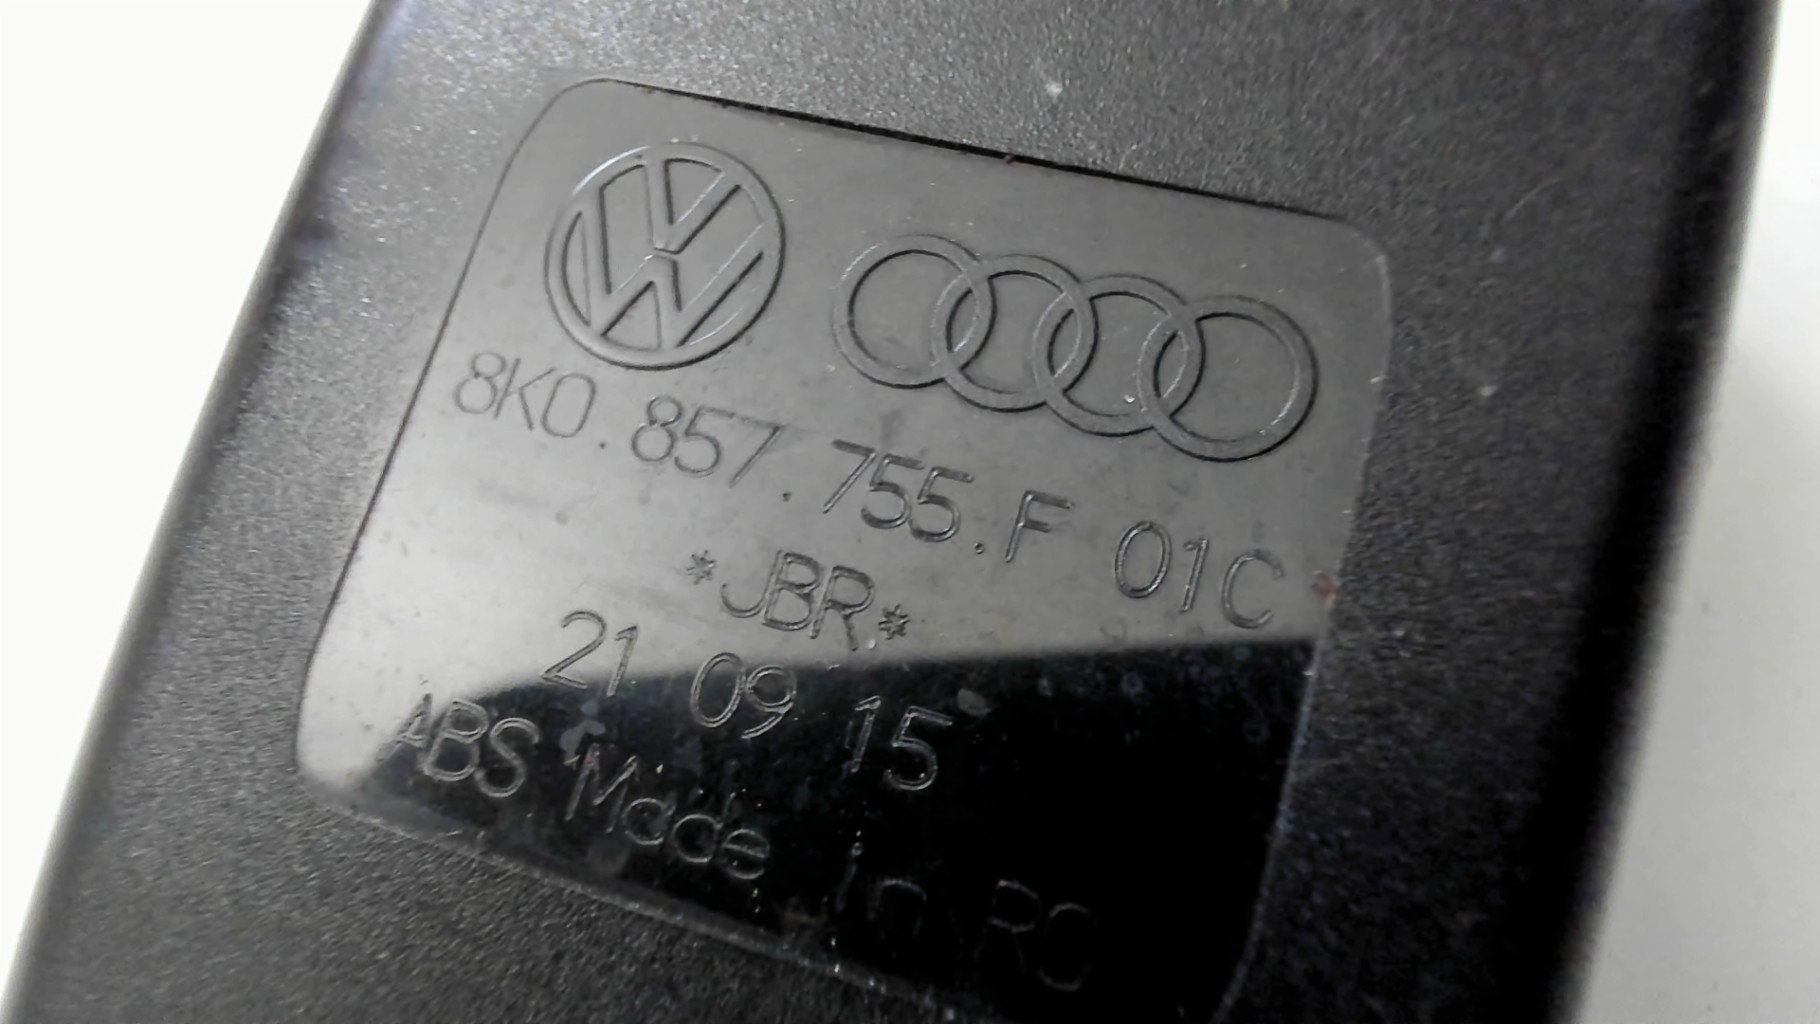 8K0.857.755.F 01C
*JBR*
21 09 15
ABS Made in RO